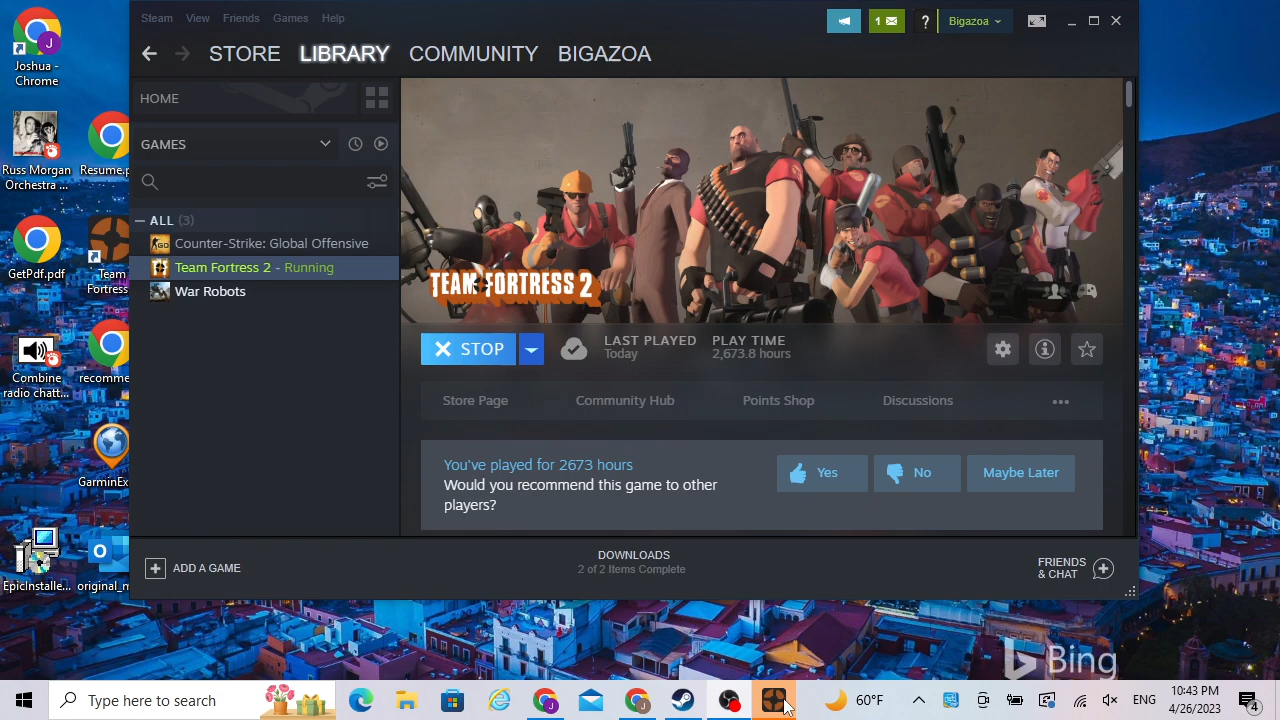 Steam View Friends Games Help
1
?
Bigazoa
STORE LIBRARY COMMUNITY BIGAZOA
HOME
GAMES
ALL (3)
Counter-Strike: Global Offensive
Team Fortress 2 - Running
War Robots
TEAM FORTRESS 2
STOP
LAST PLAYED
Today
PLAY TIME
2,673.8 hours
Store Page Community Hub Points Shop Discussions
You've played for 2673 hours
Would you recommend this game to other
players?
Yes No Maybe Later
ADD A GAME
DOWNLOADS
2 of 2 Items Complete
FRIENDS
& CHAT
Joshua -
Chrome
Russ Morgan
Orchestra ...
Resume.p
GetPdf.pdf
Team
Fortress
Combine
radio chatt...
recomme
GarminEx
EpicInstalle...
original_m
Bing
Type here to search
60°F
ENG
10:43 PM
4/26/2023
4